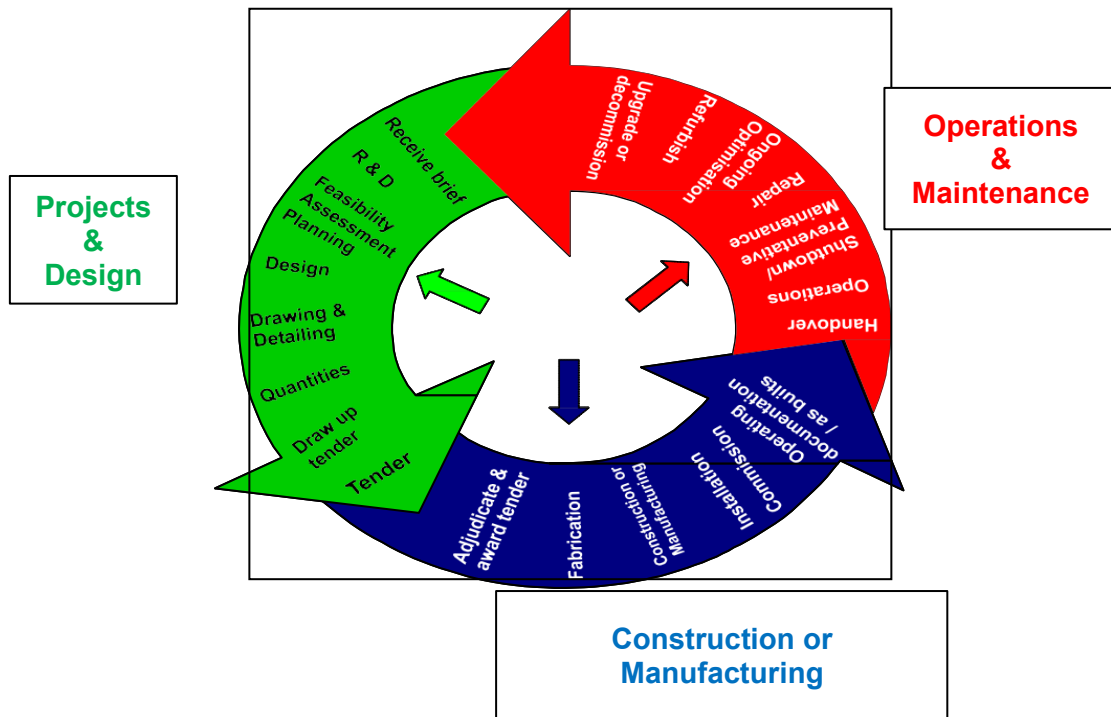 Projects
&
Design
Receive brief
R & D
Feasibility
Assessment
Planning
Design
Drawing &
Detailing
Quantities
Draw up
tender
Tender
Adjudicate &
award tender
Fabrication
Construction or
Manufacturing
Installation
Commission
Operating
documentation
/ as builts
Handover
Operations
Shutdown/
Preventative
Maintenance
Repair
Ongoing
Optimisation
Refurbish
Upgrade or
decommission
Operations
&
Maintenance
Construction or
Manufacturing